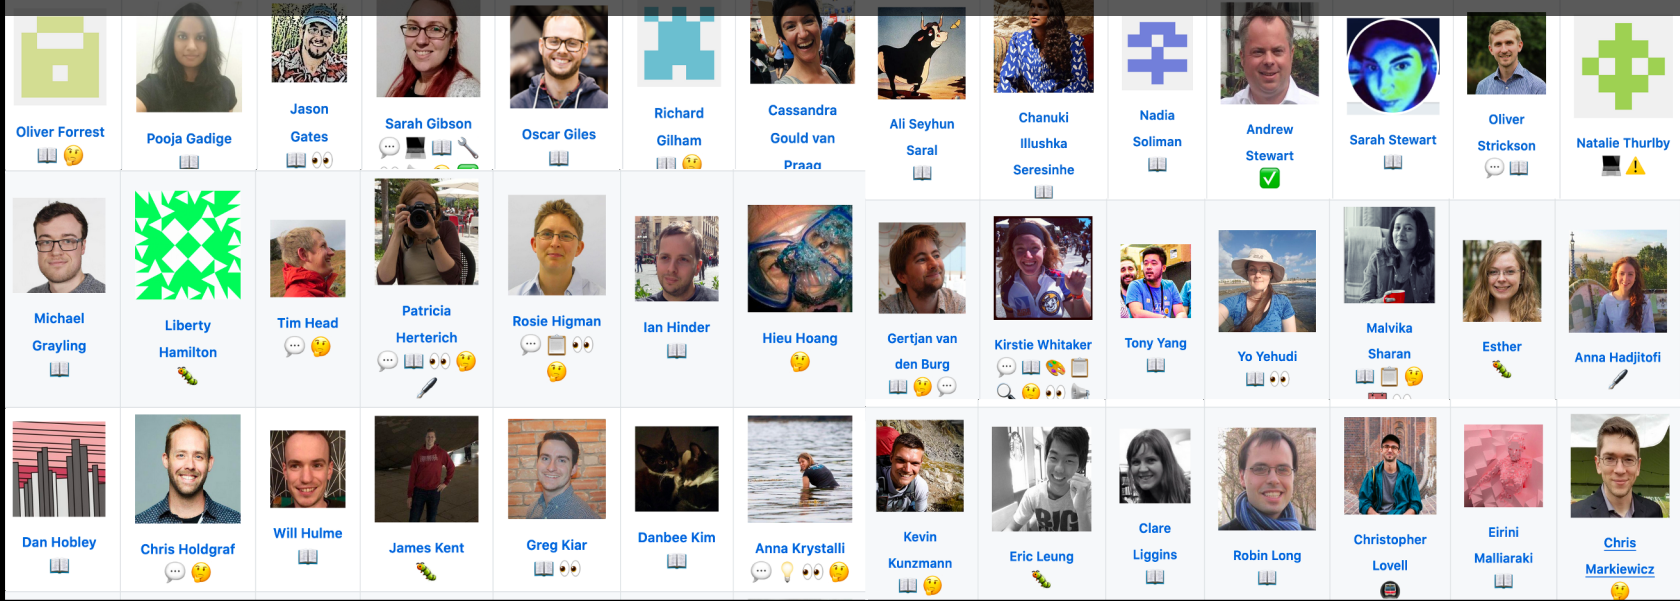 Oliver Forrest
Pooja Gadige
Jason
Gates
Sarah Gibson
Oscar Giles
Richard
Gilham
Cassandra
Gould van
Praag
Ali Seyhun
Saral
Chanuki
Illushka
Seresinhe
Nadia
Soliman
Andrew
Stewart
Sarah Stewart
Oliver
Strickson
Natalie Thurlby
Michael
Grayling
Liberty
Hamilton
Tim Head
Patricia
Herterich
Rosie Higman
Ian Hinder
Hieu Hoang
Gertjan van
den Burg
Kirstie Whitaker
Tony Yang
Yo Yehudi
Malvika
Sharan
Esther
Anna Hadjitofi
Dan Hobley
Chris Holdgraf
Will Hulme
James Kent
Greg Kiar
Danbee Kim
Anna Krystalli
Kevin
Kunzmann
BIG
Eric Leung
Clare
Liggins
Robin Long
Christopher
Lovell
Eirini
Malliaraki
Chris
Markiewicz